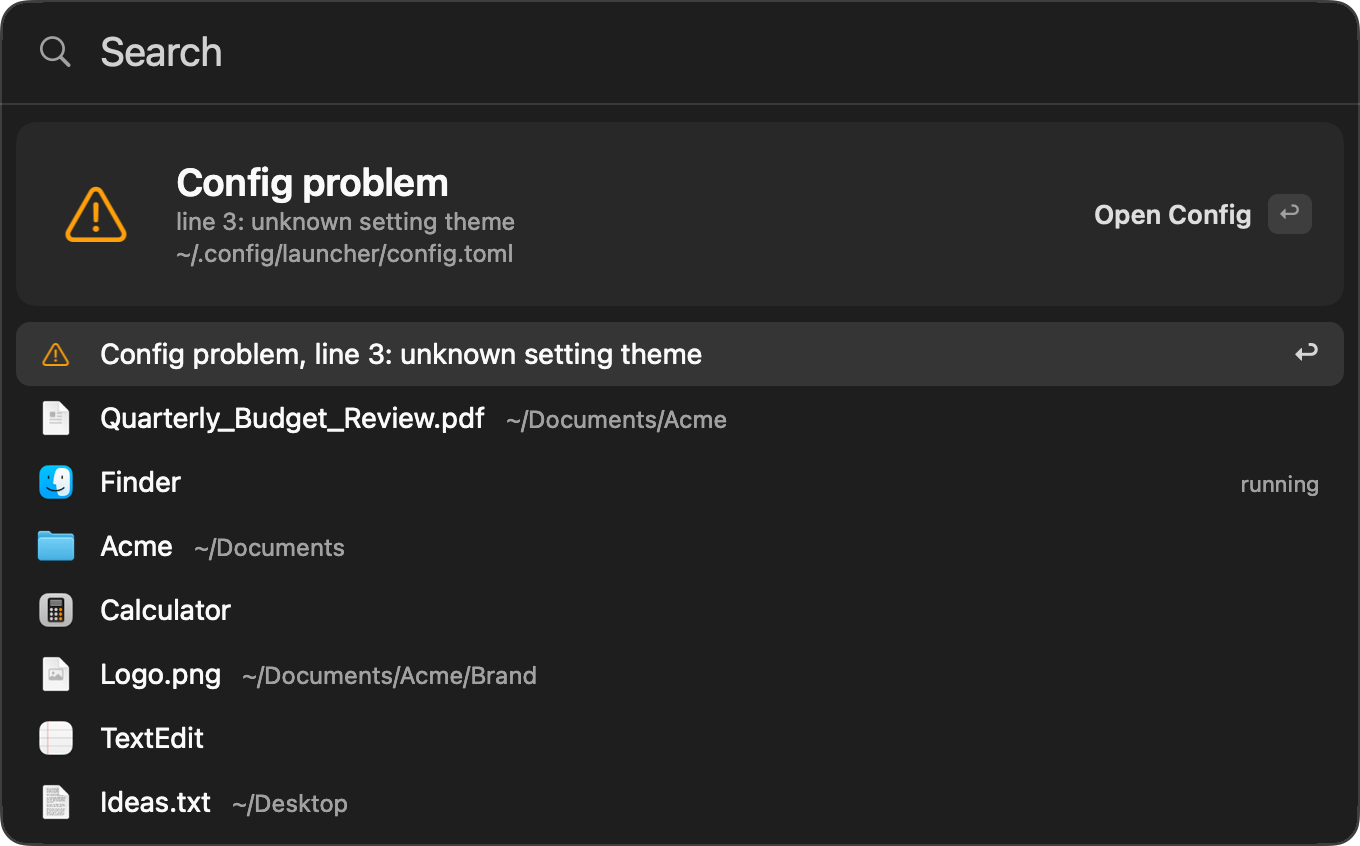 Search
Config problem
line 3: unknown setting theme
~/.config/launcher/config.toml
Open Config
Config problem, line 3: unknown setting theme
Quarterly_Budget_Review.pdf ~/Documents/Acme
Finder running
Acme ~/Documents
Calculator
Logo.png ~/Documents/Acme/Brand
TextEdit
Ideas.txt ~/Desktop